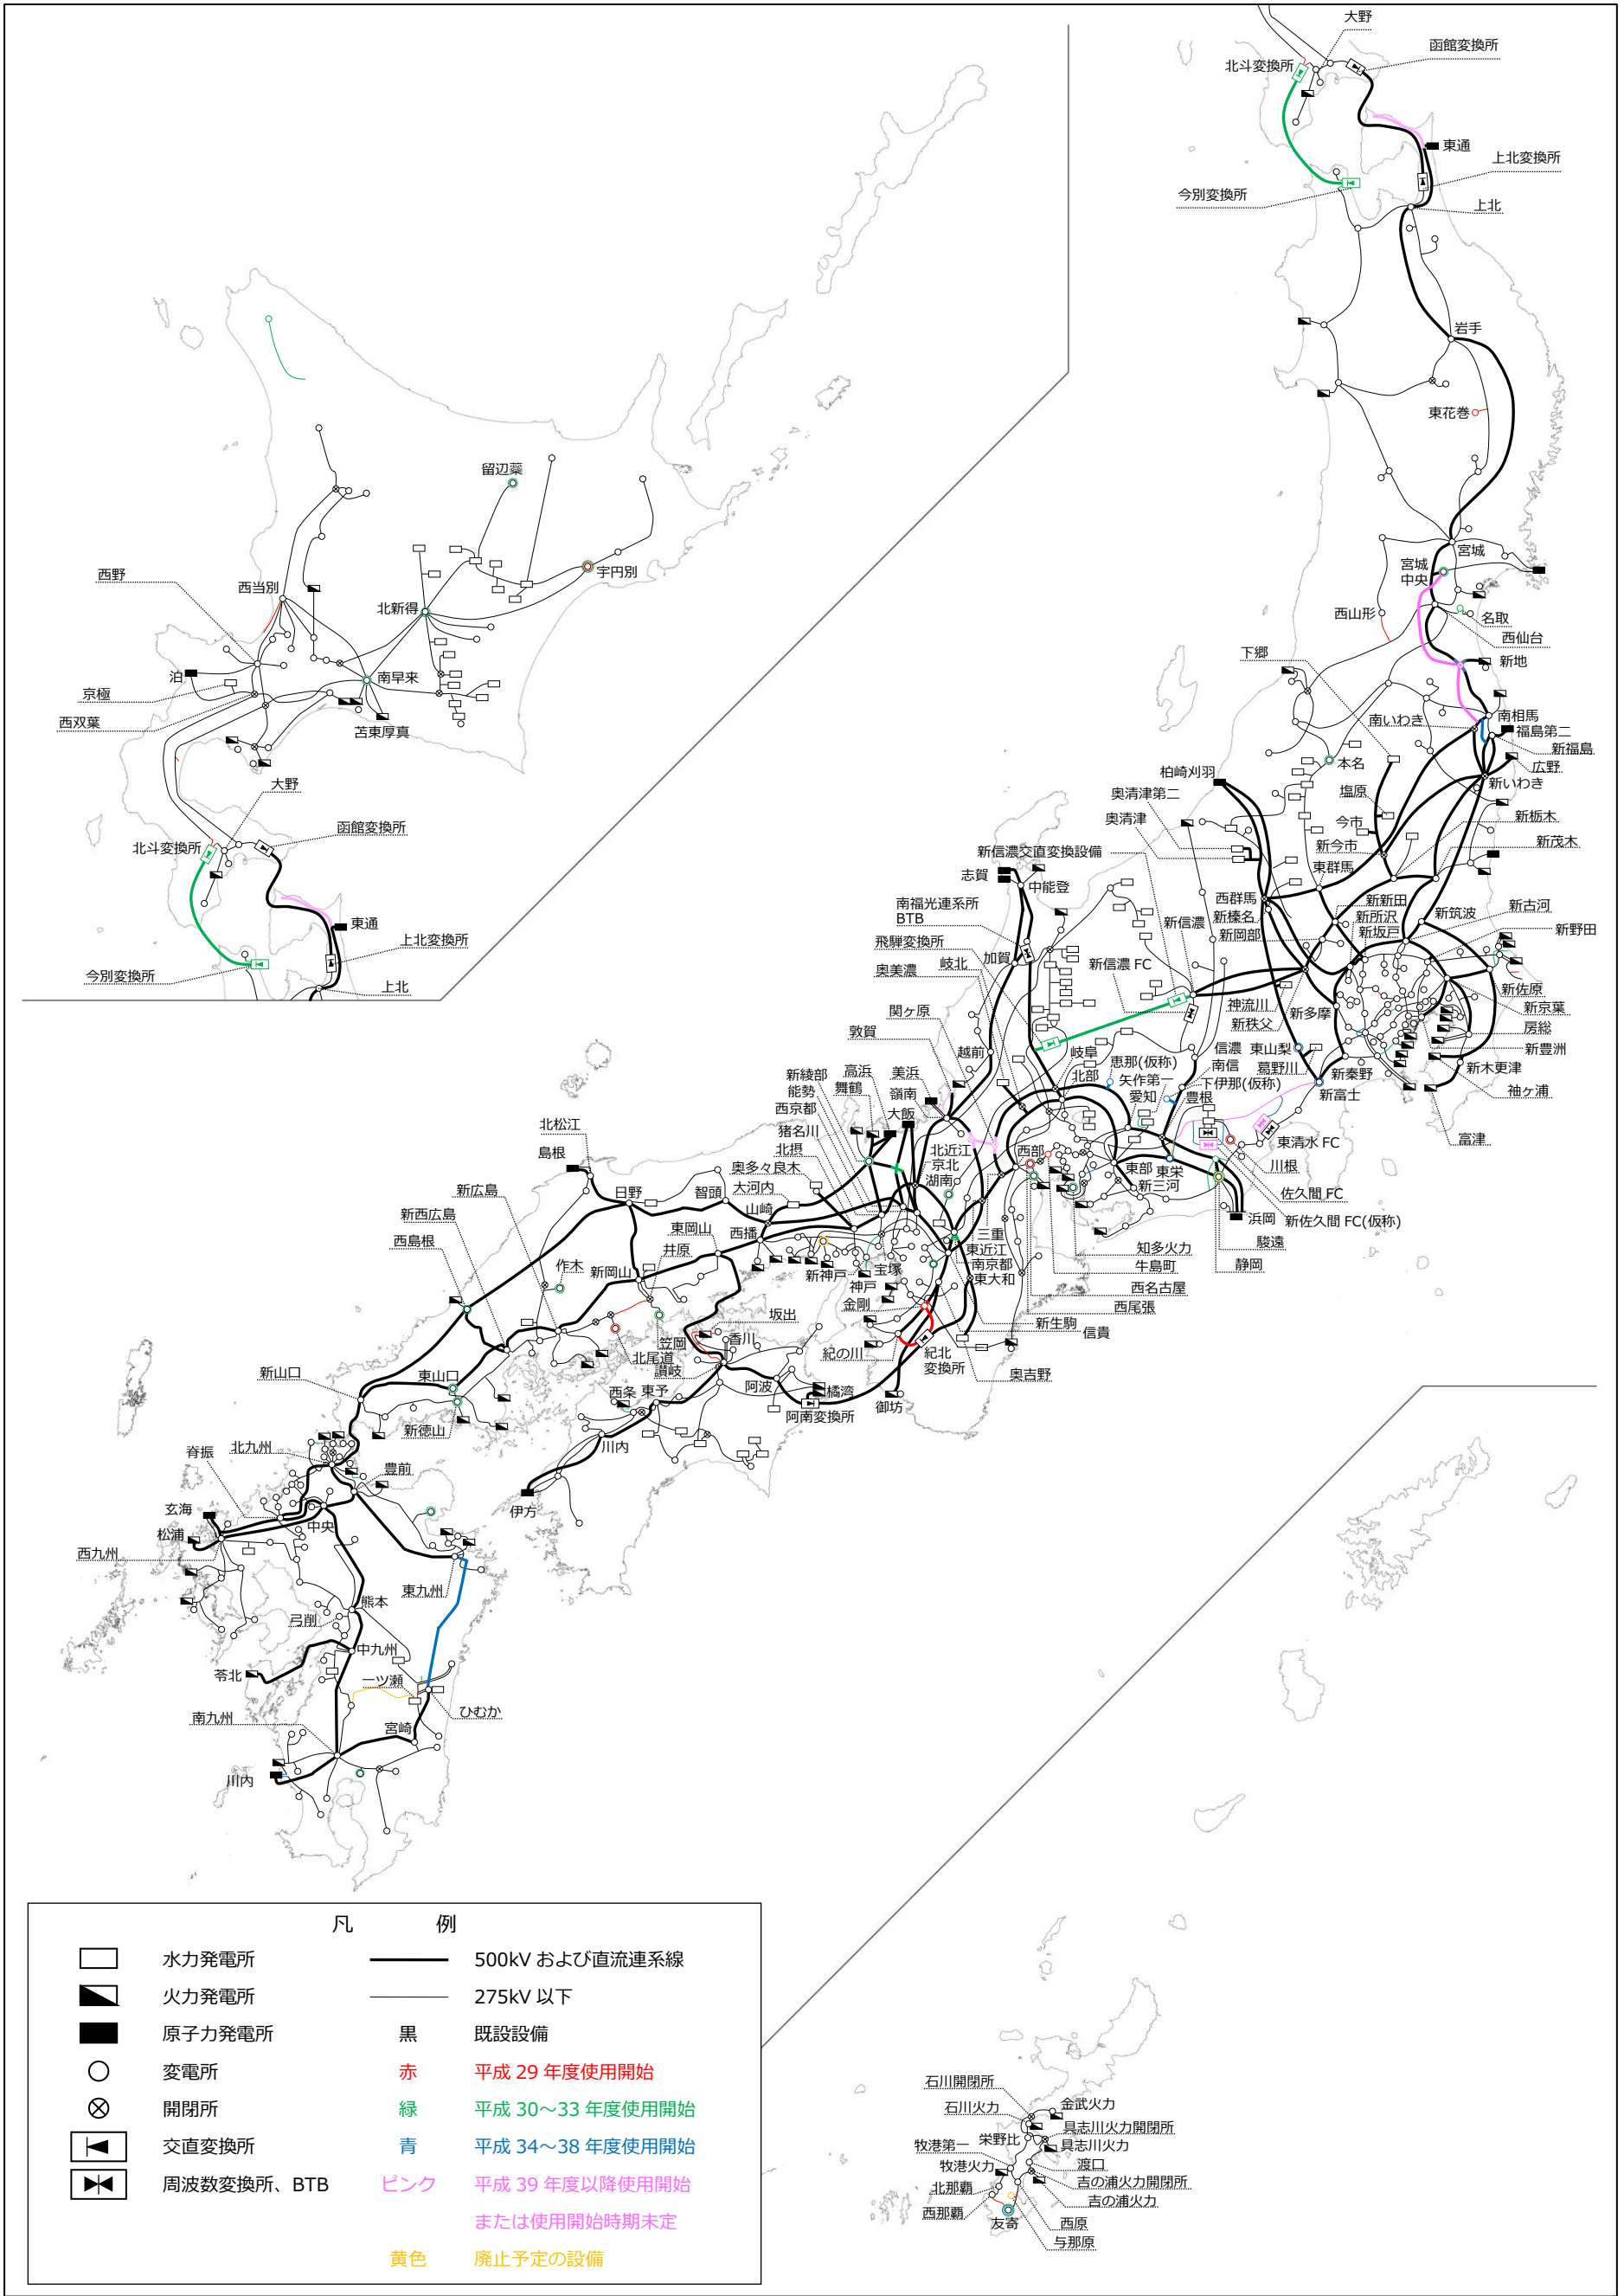 大野
函館変換所
北斗変換所
東通
上北変換所
今別変換所
上北
岩手
東花巻
留辺蘂
宇円別
西野
西当別
北新得
泊
南早来
京極
西双葉
苫東厚真
大野
函館変換所
北斗変換所
東通
上北変換所
今別変換所
上北
宮城
宮城
中央
西山形
名取
西仙台
下郷
新地
南いわき
南相馬
福島第二
新福島
広野
本名
新いわき
柏崎刈羽
奥清津第二
塩原
奥清津
今市
新栃木
新今市
新茂木
新信濃交直変換設備
東群馬
志賀
中能登
西群馬
新新田
新古河
南福光連系所
BTB
新信濃
新榛名
新所沢
新筑波
新岡部
新坂戸
新野田
飛騨変換所
加賀
奥美濃
岐北
新信濃 FC
新佐原
関ヶ原
神流川
新多摩
新京葉
新秩父
房総
敦賀
越前
岐阜
恵那(仮称)
信濃
東山梨
新豊洲
新綾部
高浜
美浜
北部
矢作第一
南信
葛野川
新秦野
新木更津
能勢
舞鶴
嶺南
愛知
下伊那(仮称)
新富士
袖ヶ浦
西京都
大飯
豊根
北松江
猪名川
富津
島根
北摂
北近江
西部
東清水 FC
奥多々良木
京北
東部
東栄
川根
新広島
日野
智頭
大河内
湖南
新三河
佐久間 FC
新西広島
山崎
浜岡
新佐久間 FC(仮称)
西島根
東岡山
西播
三重
駿遠
井原
東近江
知多火力
静岡
作木
新岡山
新神戸
宝塚
南京都
牛島町
神戸
東大和
西名古屋
金剛
西尾張
坂出
新生駒
笠岡
香川
信貴
北尾道
紀の川
紀北
変換所
新山口
東山口
讃岐
奥吉野
西条
東予
阿波
橘湾
御坊
新徳山
阿南変換所
川内
脊振
北九州
豊前
玄海
伊方
中央
松浦
西九州
東九州
熊本
弓削
中九州
苓北
一ツ瀬
ひむか
南九州
宮崎
川内
凡 例
水力発電所 500kV および直流連系線
火力発電所 275kV 以下
原子力発電所 黒 既設設備
変電所 赤 平成 29 年度使用開始
開閉所 緑 平成 30～33 年度使用開始
交直変換所 青 平成 34～38 年度使用開始
周波数変換所、BTB ピンク 平成 39 年度以降使用開始
または使用開始時期未定
黄色 廃止予定の設備
石川開閉所
金武火力
石川火力
具志川火力開閉所
栄野比
具志川火力
牧港第一
牧港火力
渡口
北那覇
吉の浦火力開閉所
西那覇
吉の浦火力
友寄
西原
与那原